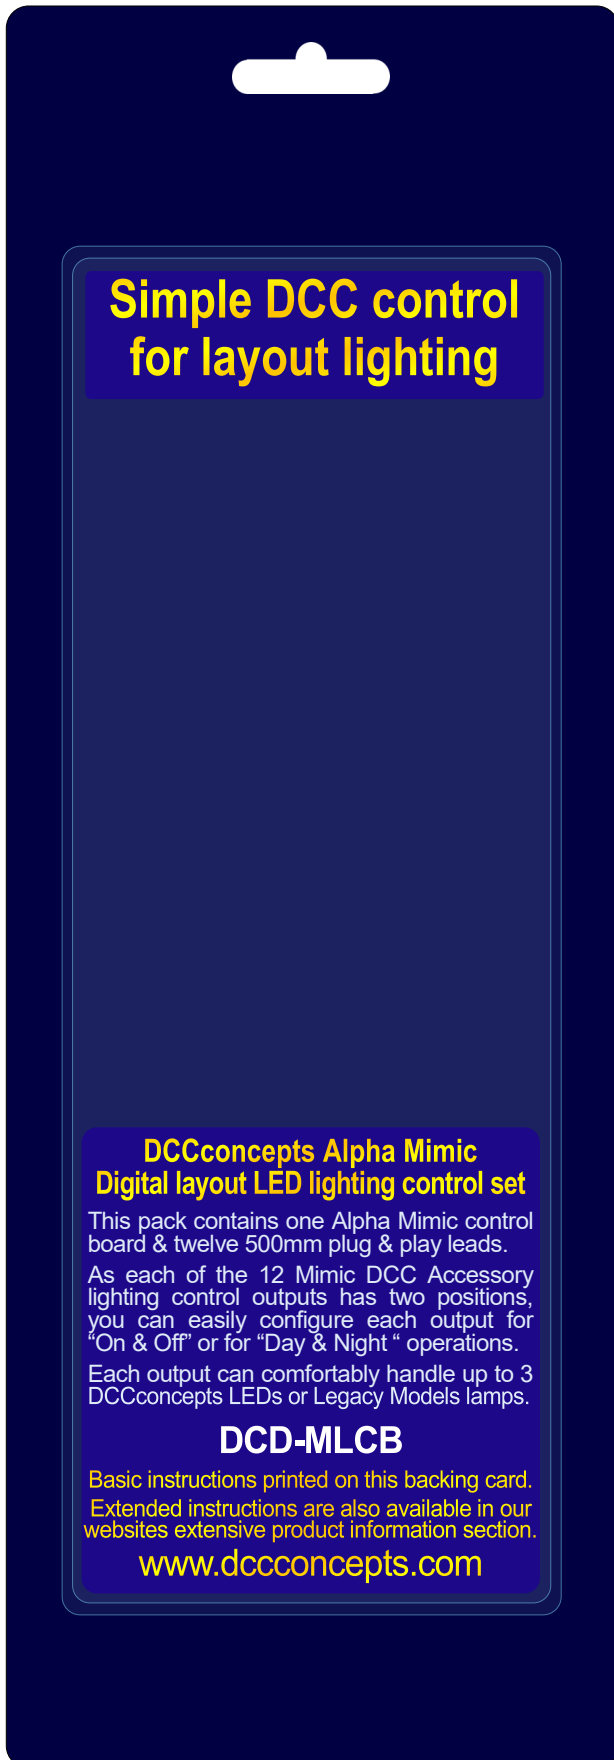 Simple DCC control
for layout lighting
DCCconcepts Alpha Mimic
Digital layout LED lighting control set
This pack contains one Alpha Mimic control
board & twelve 500mm plug & play leads.
As each of the 12 Mimic DCC Accessory
lighting control outputs has two positions,
you can easily configure each output for
“On & Off” or for “Day & Night “ operations.
Each output can comfortably handle up to 3
DCCconcepts LEDs or Legacy Models lamps.
DCD-MLCB
Basic instructions printed on this backing card.
Extended instructions are also available in our
websites extensive product information section.
www.dccconcepts.com